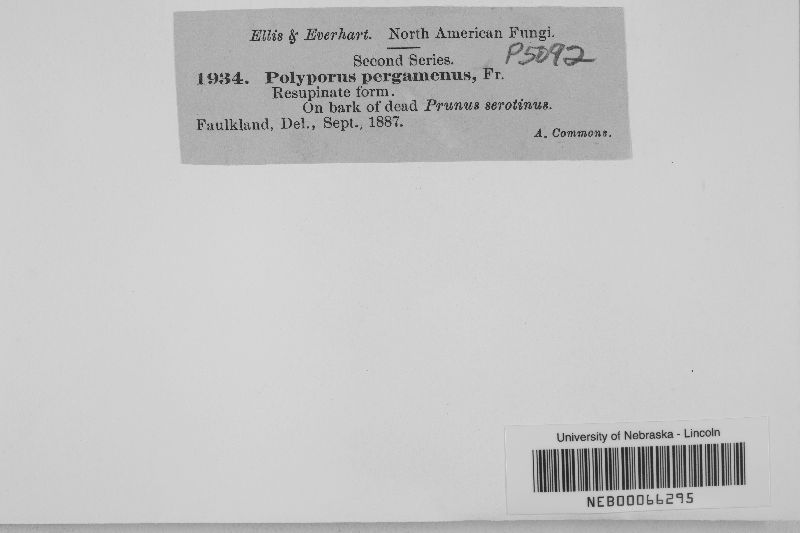 Ellis & Everhart. North American Fungi.
Second Series. P5092
1934. Polyporus pergamenus, Fr.
Resupinate form.
On bark of dead Prunus serotinus.
Faulkland, Del., Sept., 1887.
A. Commons.
University of Nebraska - Lincoln
NEB00066295